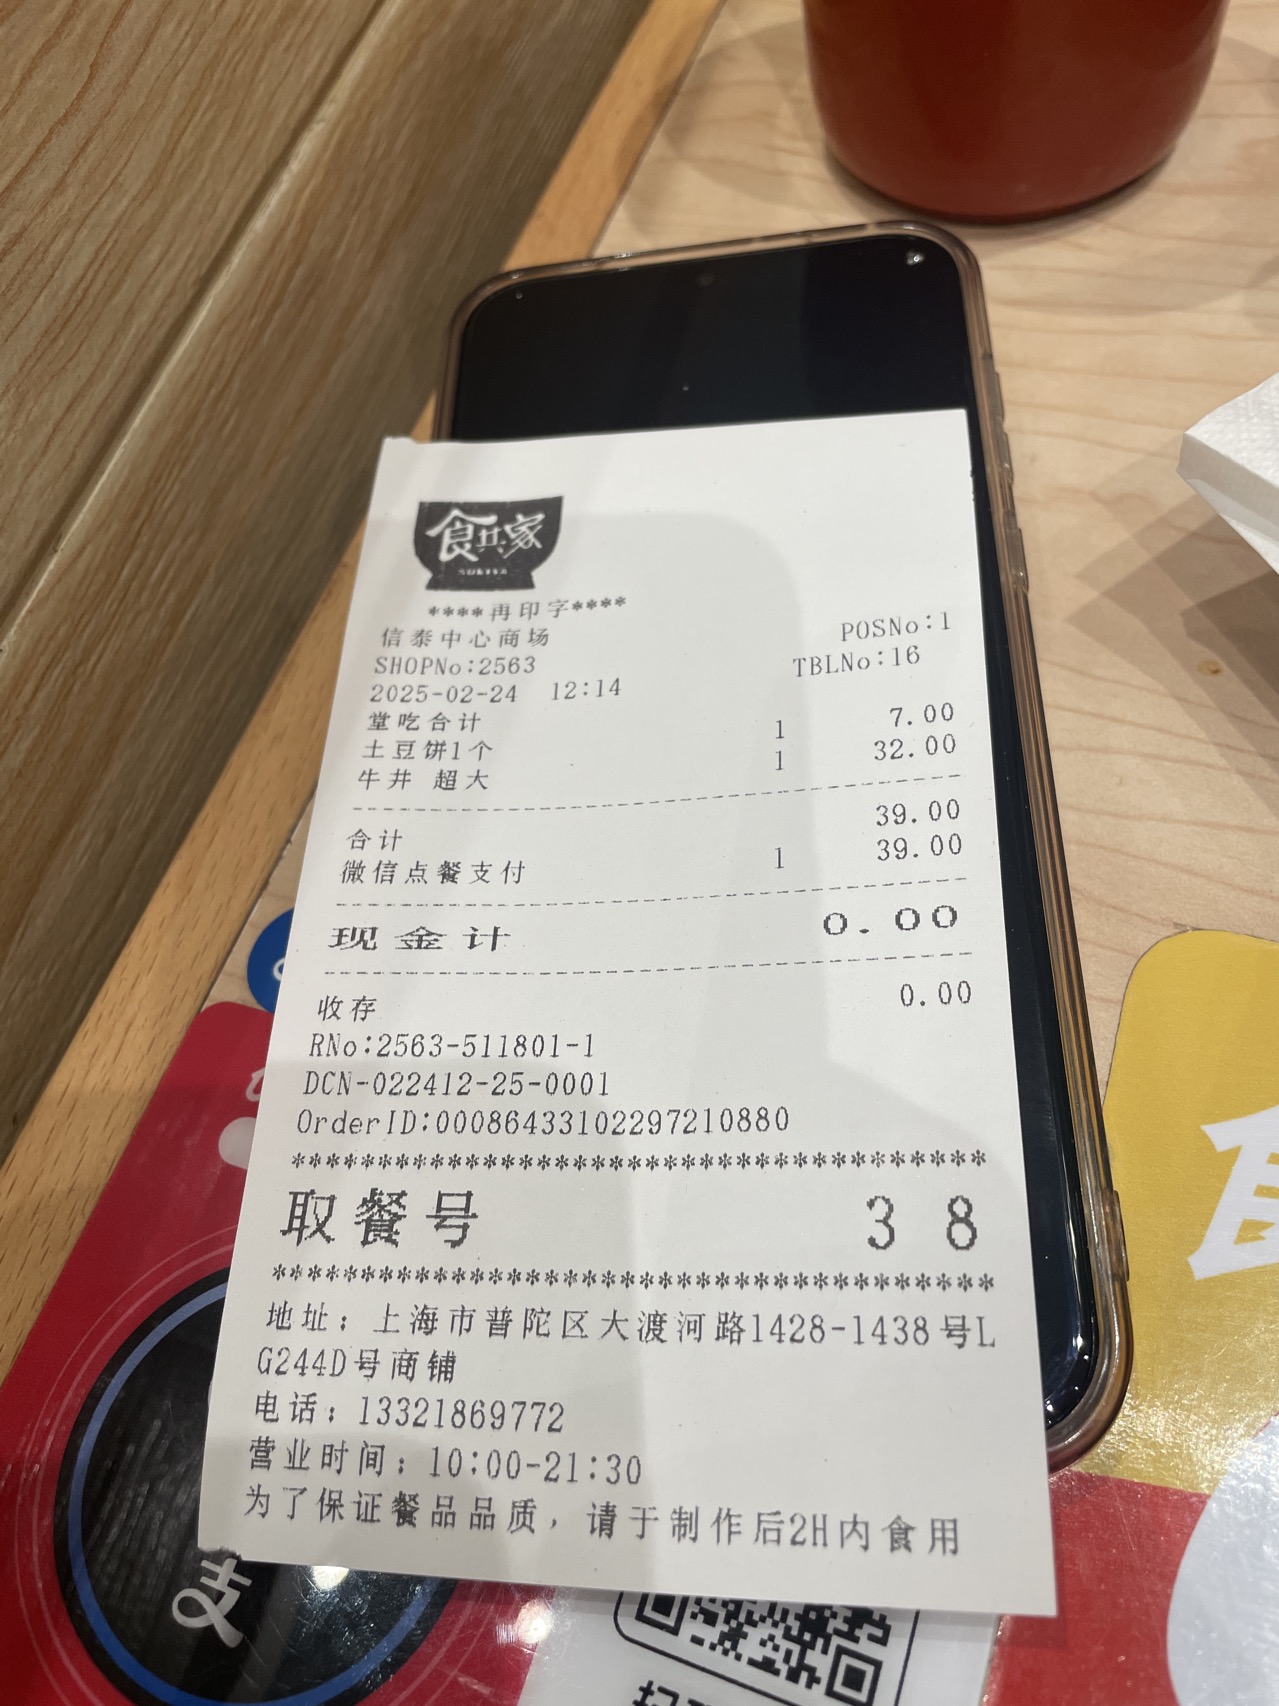 食其家
SUKIYA
****再印字****
信泰中心商场 POSNo:1
SHOPNo:2563 TBLNo:16
2025-02-24 12:14
堂吃合计
土豆饼1个 1 7.00
牛丼 超大 1 32.00
合计 39.00
微信点餐支付 1 39.00
现金计 0.00
收存 0.00
RNo:2563-511801-1
DCN-022412-25-0001
OrderID:00086433102297210880
****************************************
取餐号 38
****************************************
地址：上海市普陀区大渡河路1428-1438号L
G244D号商铺
电话：13321869772
营业时间：10:00-21:30
为了保证餐品品质，请于制作后2H内食用
支